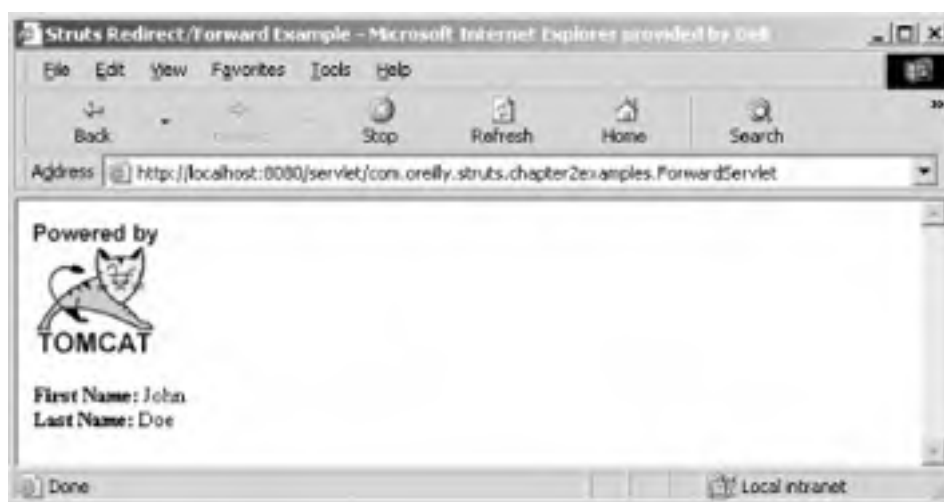 Struts Redirect/Forward Example - Microsoft Internet Explorer provided by Dell
File Edit View Favorites Tools Help
Back Stop Refresh Home Search
Address http://localhost:8080/servlet/com.oreilly.struts.chapter2examples.ForwardServlet
Powered by
TOMCAT
First Name: John
Last Name: Doe
Done Local intranet